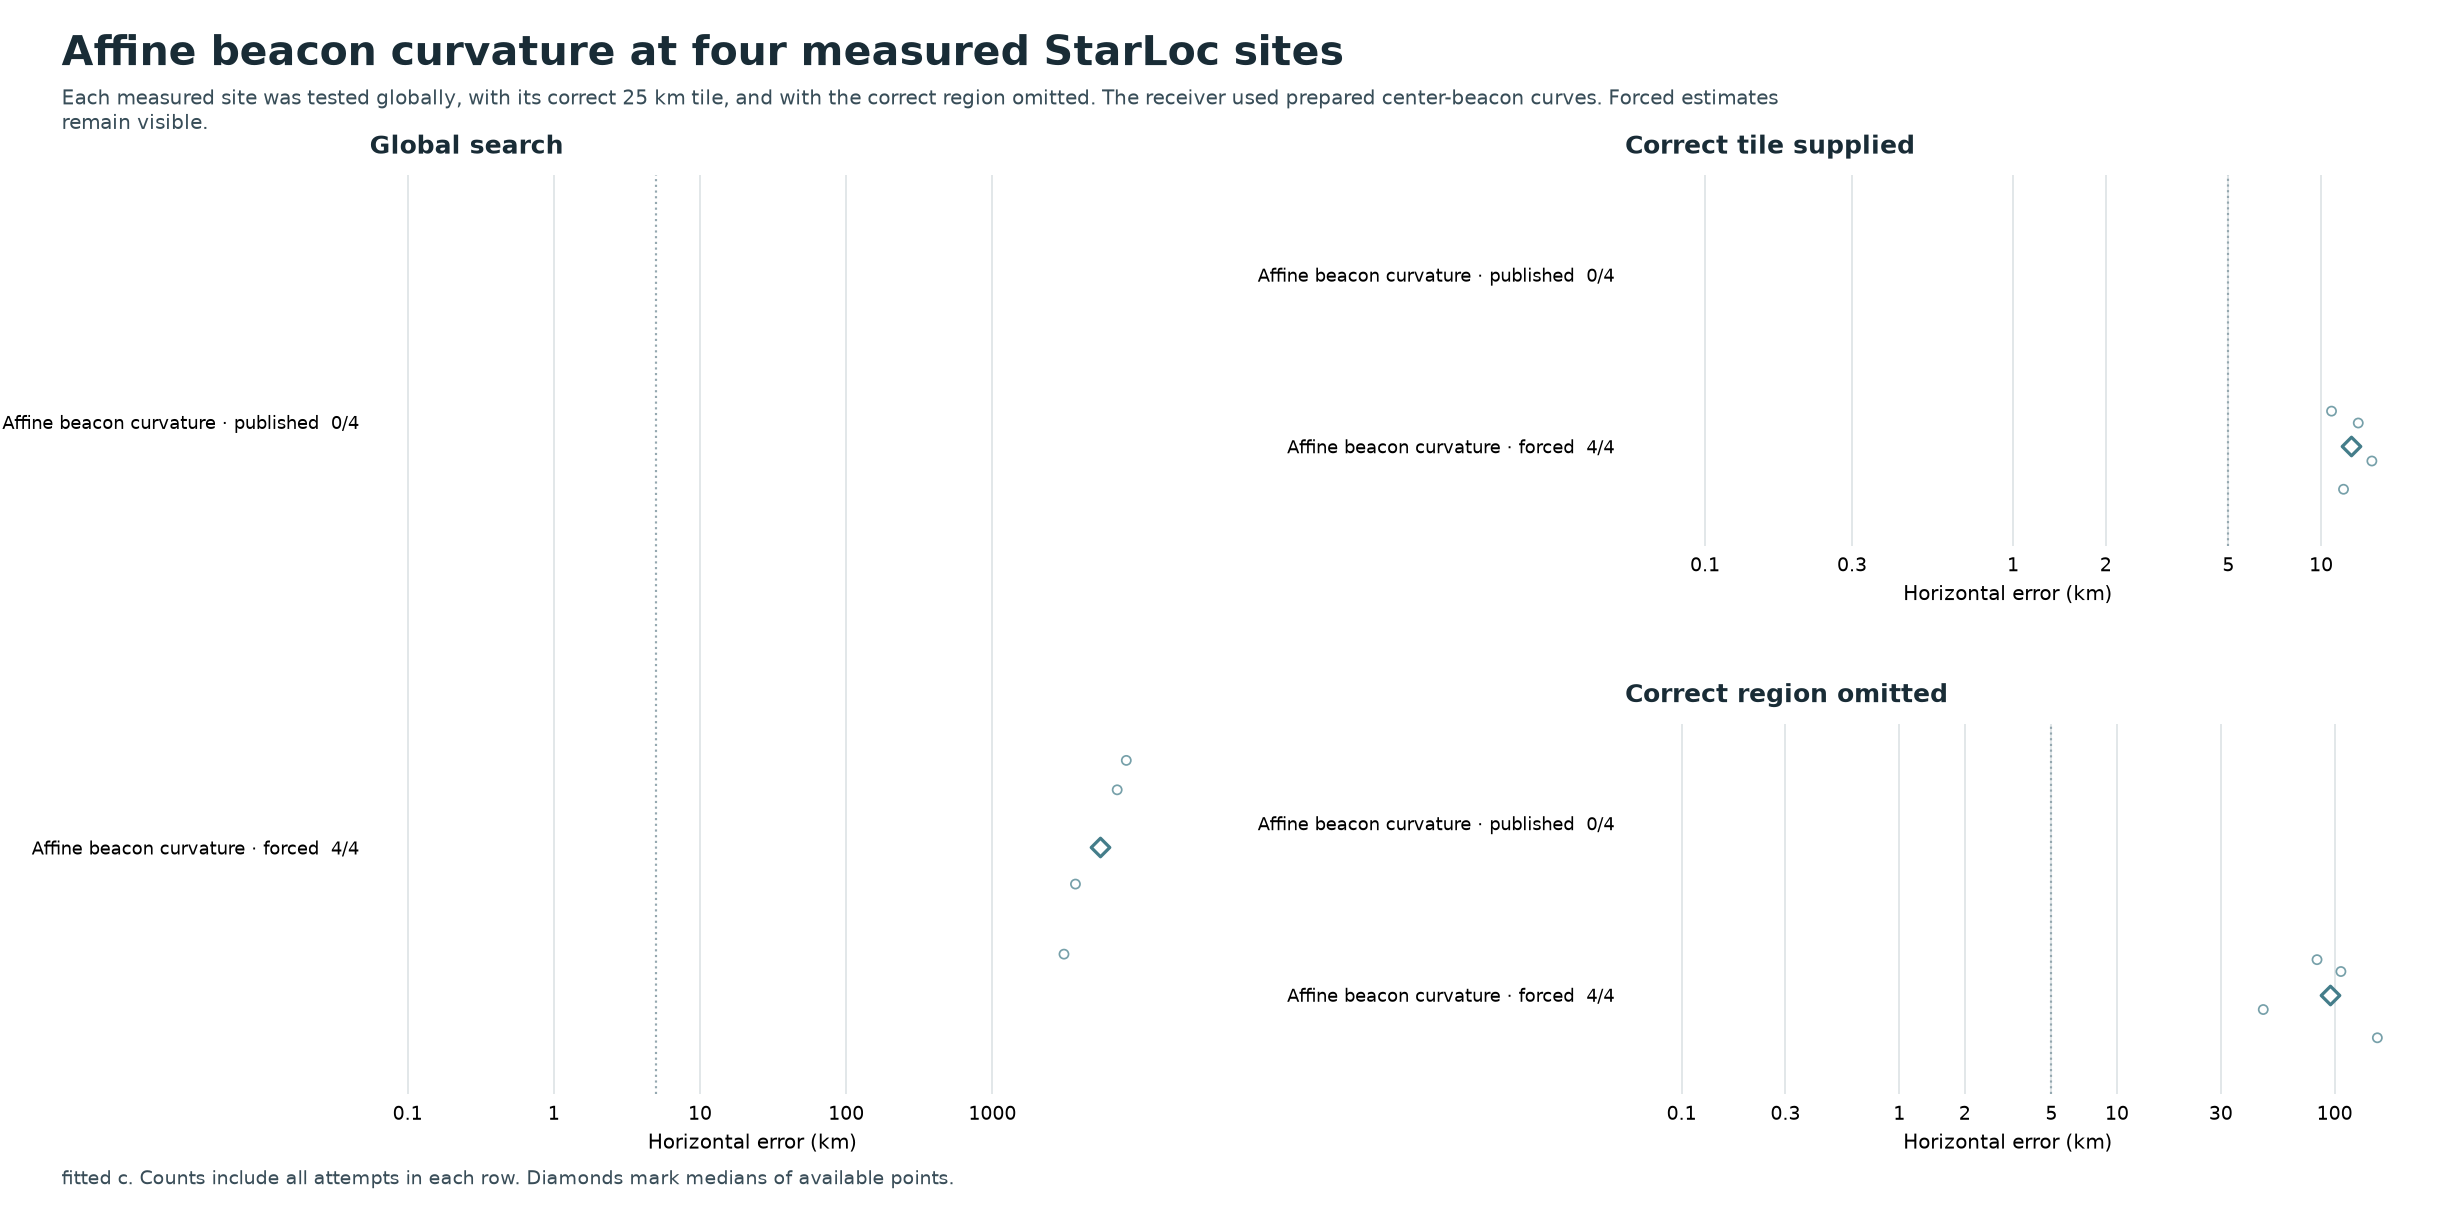 Affine beacon curvature at four measured StarLoc sites
Each measured site was tested globally, with its correct 25 km tile, and with the correct region omitted. The receiver used prepared center-beacon curves. Forced estimates
remain visible.
Global search
Affine beacon curvature · published 0/4
Affine beacon curvature · forced 4/4
0.1 1 10 100 1000
Horizontal error (km)
Correct tile supplied
Affine beacon curvature · published 0/4
Affine beacon curvature · forced 4/4
0.1 0.3 1 2 5 10
Horizontal error (km)
Correct region omitted
Affine beacon curvature · published 0/4
Affine beacon curvature · forced 4/4
0.1 0.3 1 2 5 10 30 100
Horizontal error (km)
fitted c. Counts include all attempts in each row. Diamonds mark medians of available points.